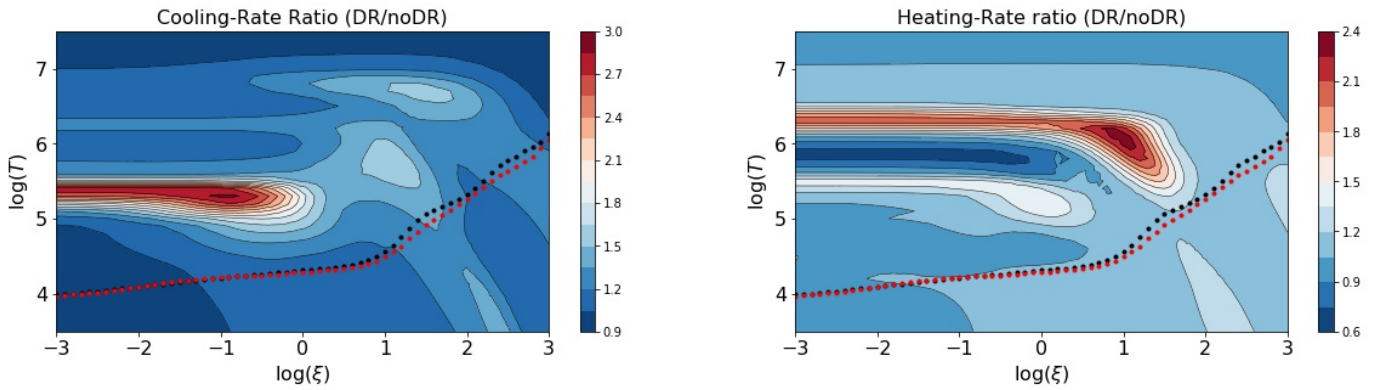 Cooling-Rate Ratio (DR/noDR)
log(T)
7
6
5
4
−3 −2 −1 0 1 2 3
log(ξ)
3.0
2.7
2.4
2.1
1.8
1.5
1.2
0.9
Heating-Rate ratio (DR/noDR)
log(T)
7
6
5
4
−3 −2 −1 0 1 2 3
log(ξ)
2.4
2.1
1.8
1.5
1.2
0.9
0.6